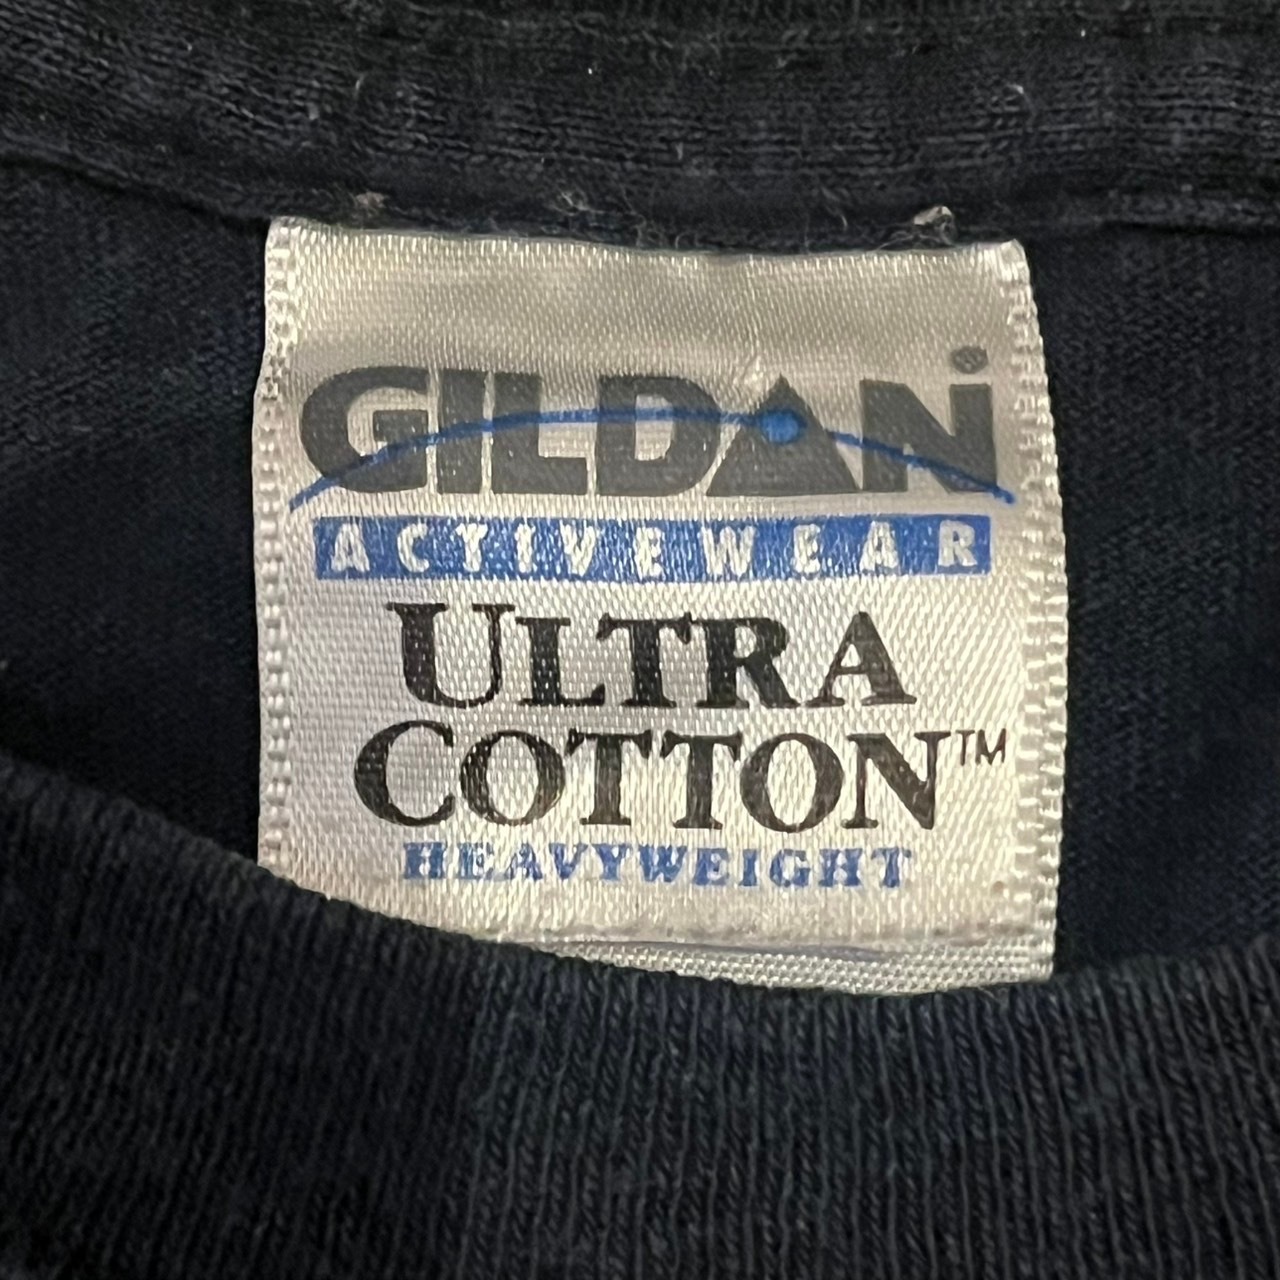 GILDAN®
ACTIVEWEAR
ULTRA
COTTON™
HEAVYWEIGHT